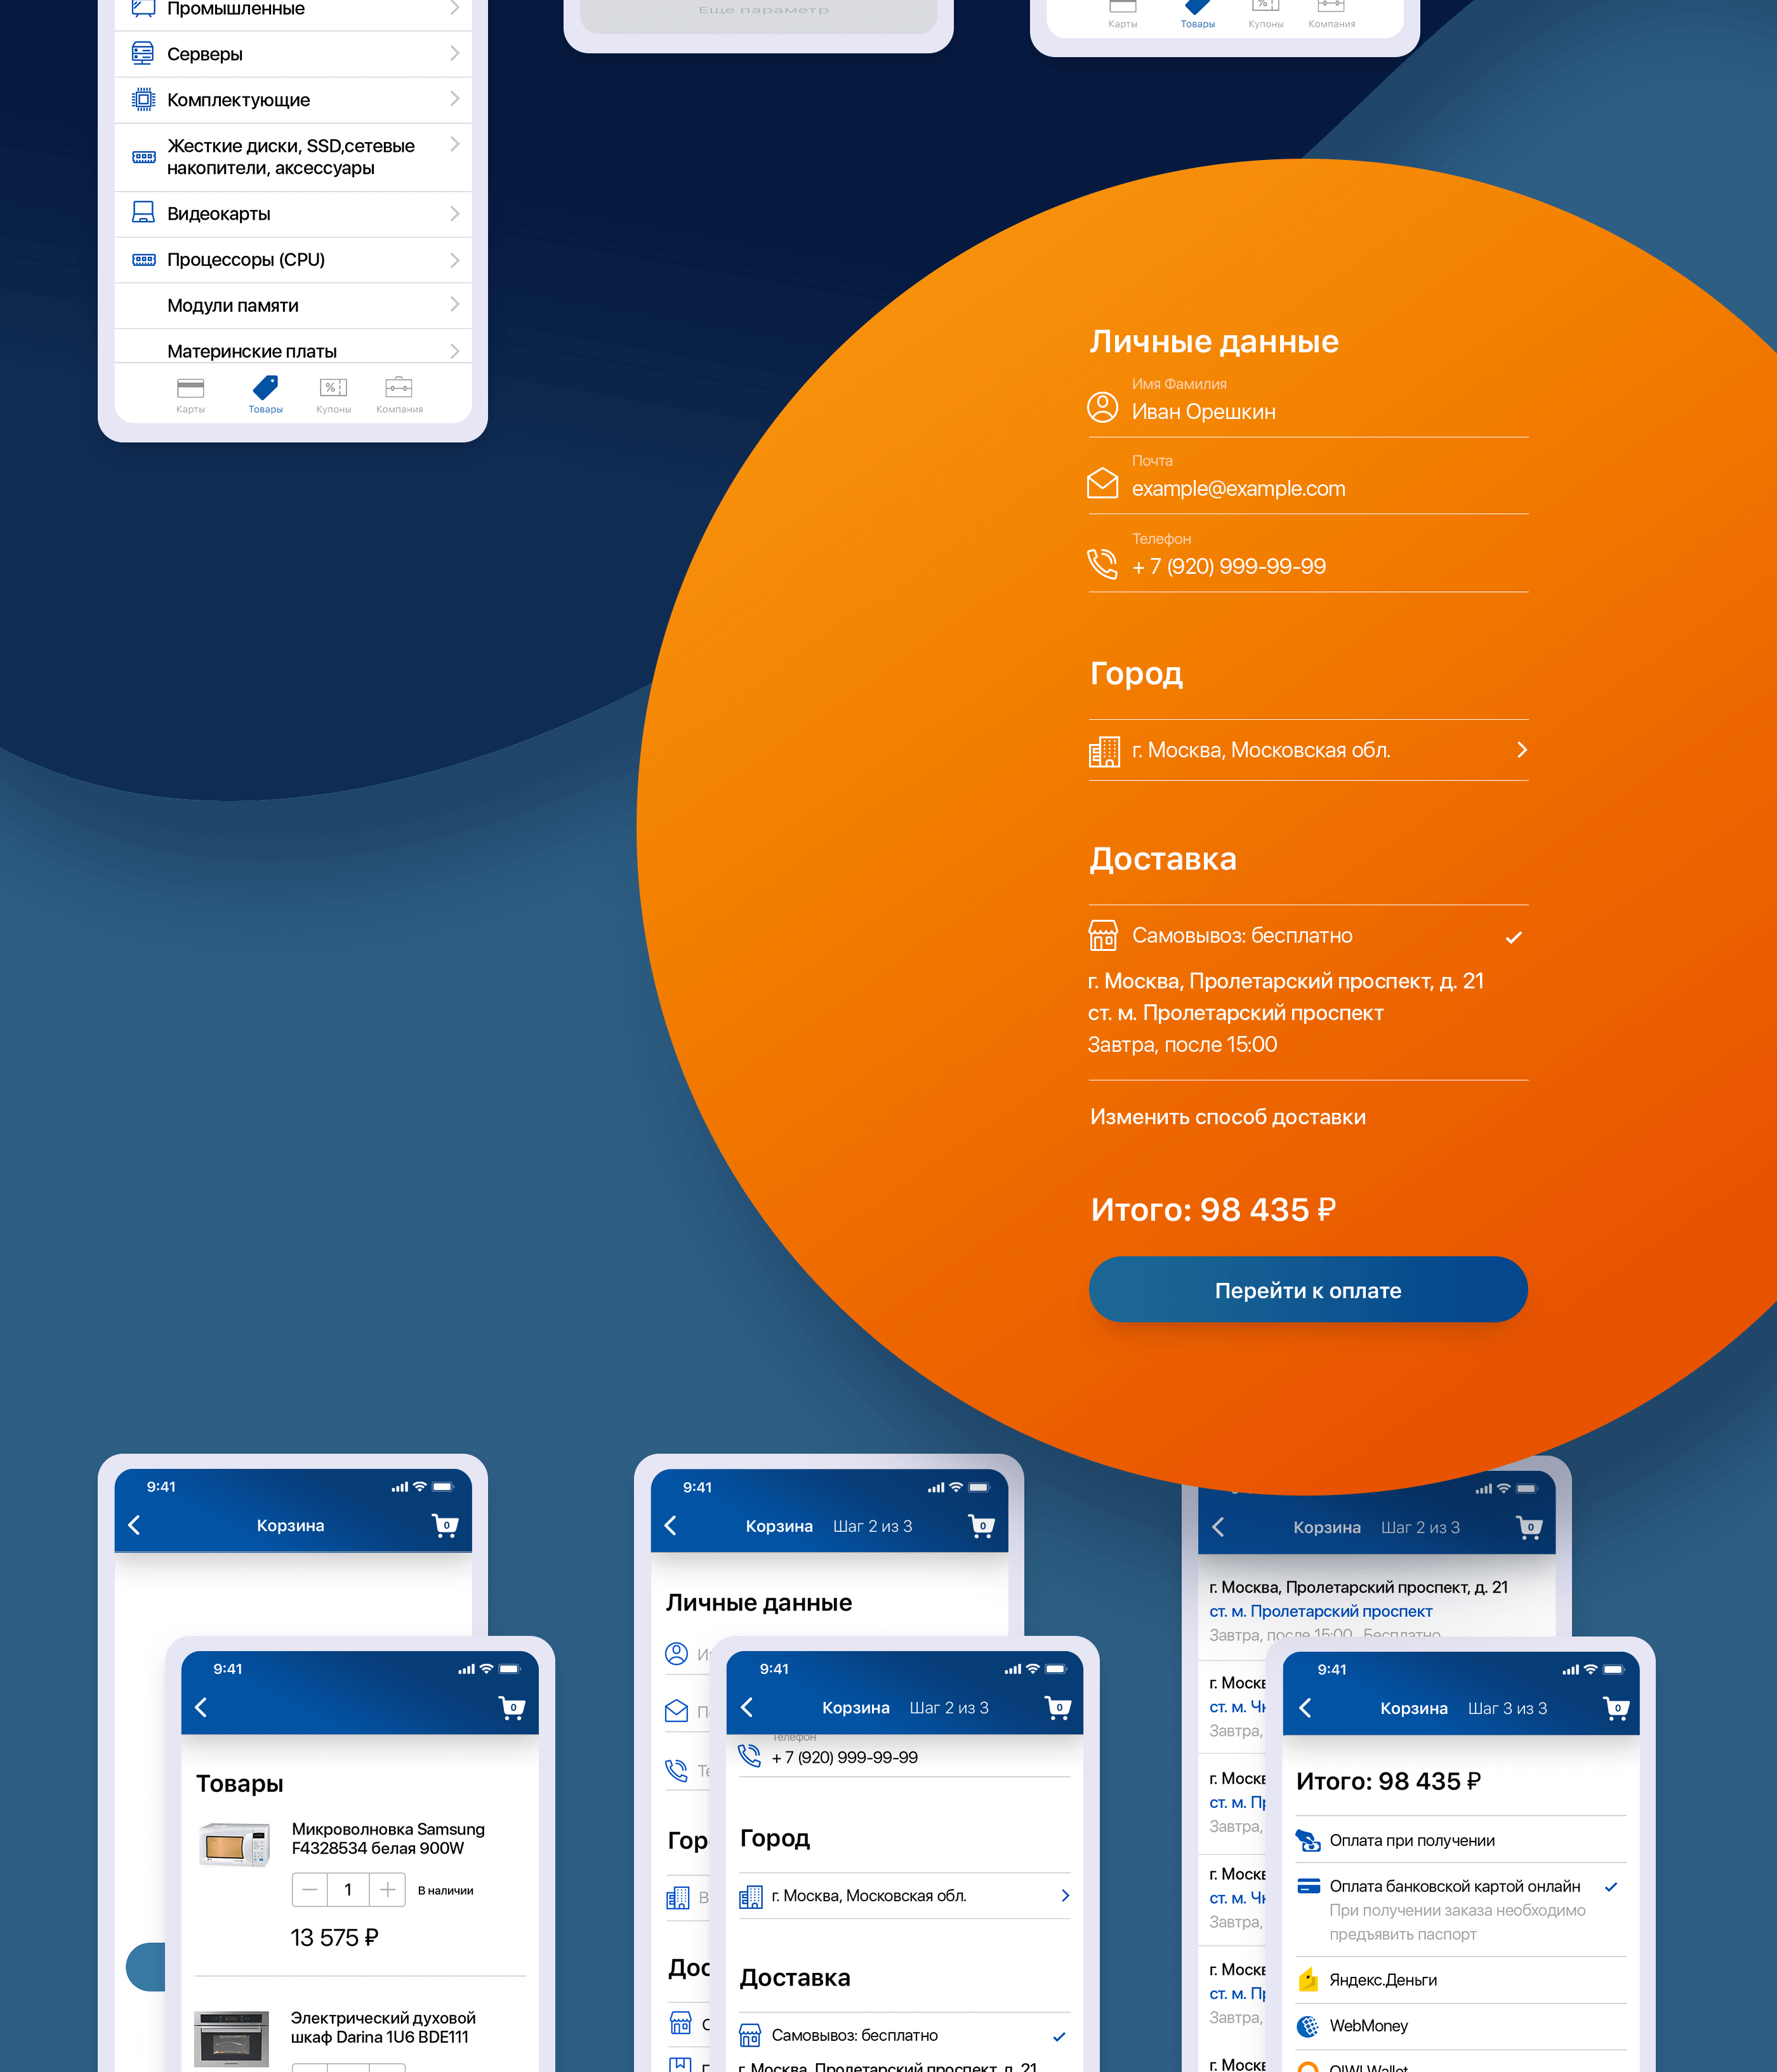 Промышленные
Серверы
Комплектующие
Жесткие диски, SSD,сетевые
накопители, аксессуары
Видеокарты
Процессоры (CPU)
Модули памяти
Материнские платы
Карты
Товары
Купоны
Компания
Еще параметр
Карты
Товары
Купоны
Компания
Личные данные
Имя Фамилия
Иван Орешкин
Почта
example@example.com
Телефон
+ 7 (920) 999-99-99
Город
г. Москва, Московская обл.
Доставка
Самовывоз: бесплатно
г. Москва, Пролетарский проспект, д. 21
ст. м. Пролетарский проспект
Завтра, после 15:00
Изменить способ доставки
Итого: 98 435 ₽
Перейти к оплате
9:41
Корзина
0
9:41
0
Товары
Микроволновка Samsung
F4328534 белая 900W
1
В наличии
13 575 ₽
Электрический духовой
шкаф Darina 1U6 BDE111
9:41
Корзина Шаг 2 из 3
0
Личные данные
9:41
Корзина Шаг 2 из 3
0
Телефон
+ 7 (920) 999-99-99
Город
г. Москва, Московская обл.
Доставка
Самовывоз: бесплатно
г. Москва, Пролетарский проспект, д. 21
Корзина Шаг 2 из 3
0
г. Москва, Пролетарский проспект, д. 21
ст. м. Пролетарский проспект
Завтра, после 15:00 Бесплатно
ст. м.
Завтра,
ст. м.
Завтра,
ст. м.
Завтра,
ст. м.
Завтра,
9:41
Корзина Шаг 3 из 3
0
Итого: 98 435 ₽
Оплата при получении
Оплата банковской картой онлайн
При получении заказа необходимо
предъявить паспорт
Яндекс.Деньги
WebMoney
QIWI Wallet